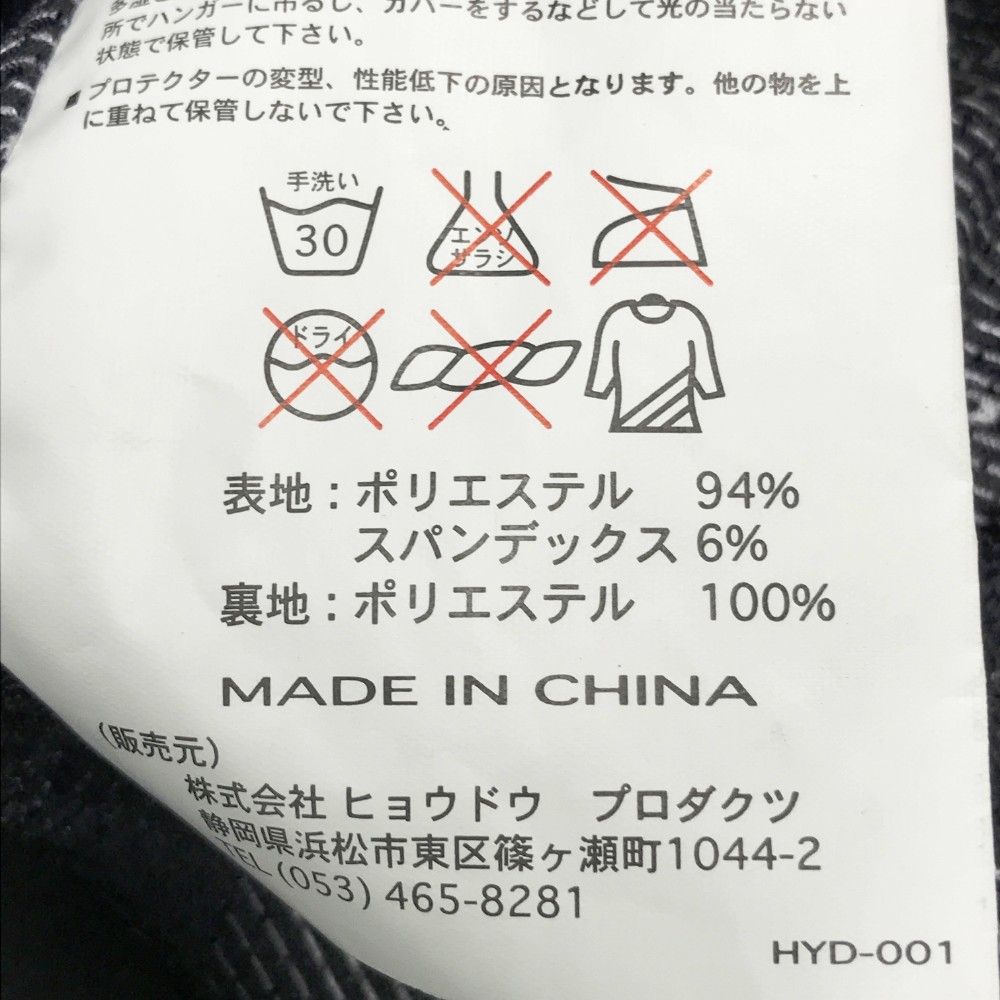 所でハンガーに吊るし、カバーをするなどして光の当たらない
状態で保管して下さい。
■プロテクターの変型、性能低下の原因となります。他の物を上
に重ねて保管しないで下さい。
手洗い
30
エンソ
サラシ
ドライ
表地：ポリエステル 94%
スパンデックス 6%
裏地：ポリエステル 100%
MADE IN CHINA
（販売元）
株式会社 ヒョウドウ プロダクツ
静岡県浜松市東区篠ヶ瀬町1044-2
TEL (053) 465-8281
HYD-001